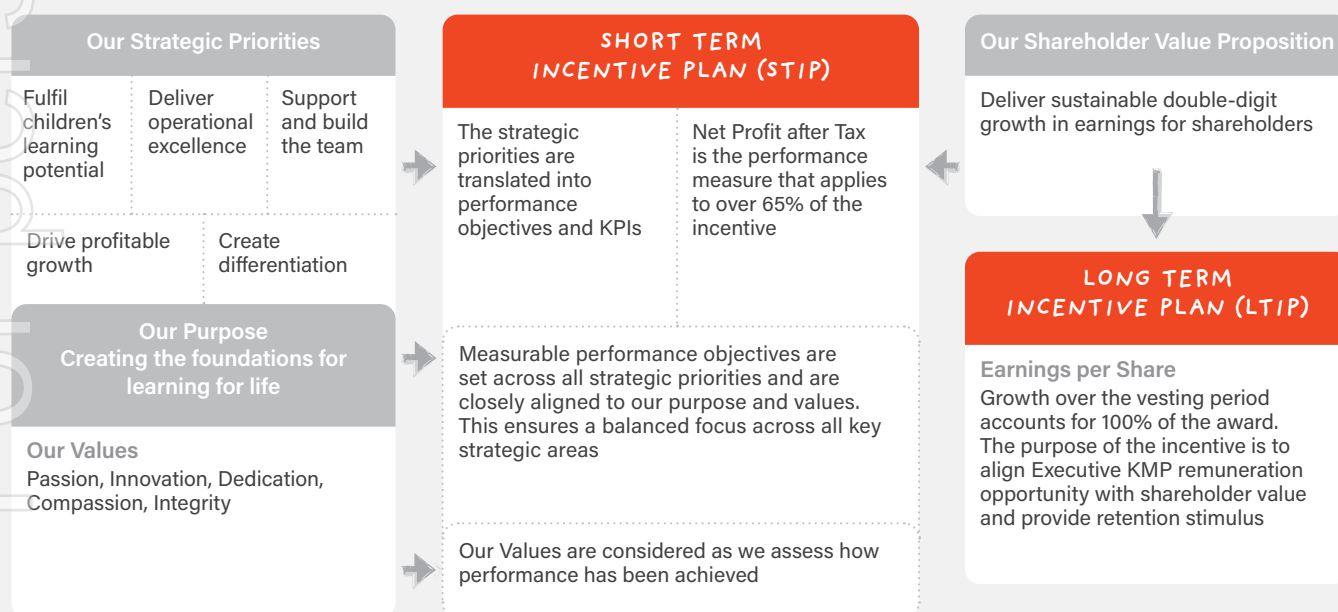 Our Strategic Priorities
Fulfil
children's
learning
potential
Deliver
operational
excellence
Support
and build
the team
Drive profitable
growth
Create
differentiation
Our Purpose
Creating the foundations for
learning for life
Our Values
Passion, Innovation, Dedication,
Compassion, Integrity
SHORT TERM
INCENTIVE PLAN (STIP)
The strategic
priorities are
translated into
performance
objectives and KPIs
Net Profit after Tax
is the performance
measure that applies
to over 65% of the
incentive
Measurable performance objectives are
set across all strategic priorities and are
closely aligned to our purpose and values.
This ensures a balanced focus across all key
strategic areas
Our Values are considered as we assess how
performance has been achieved
Our Shareholder Value Proposition
Deliver sustainable double-digit
growth in earnings for shareholders
LONG TERM
INCENTIVE PLAN (LTIP)
Earnings per Share
Growth over the vesting period
accounts for 100% of the award.
The purpose of the incentive is to
align Executive KMP remuneration
opportunity with shareholder value
and provide retention stimulus